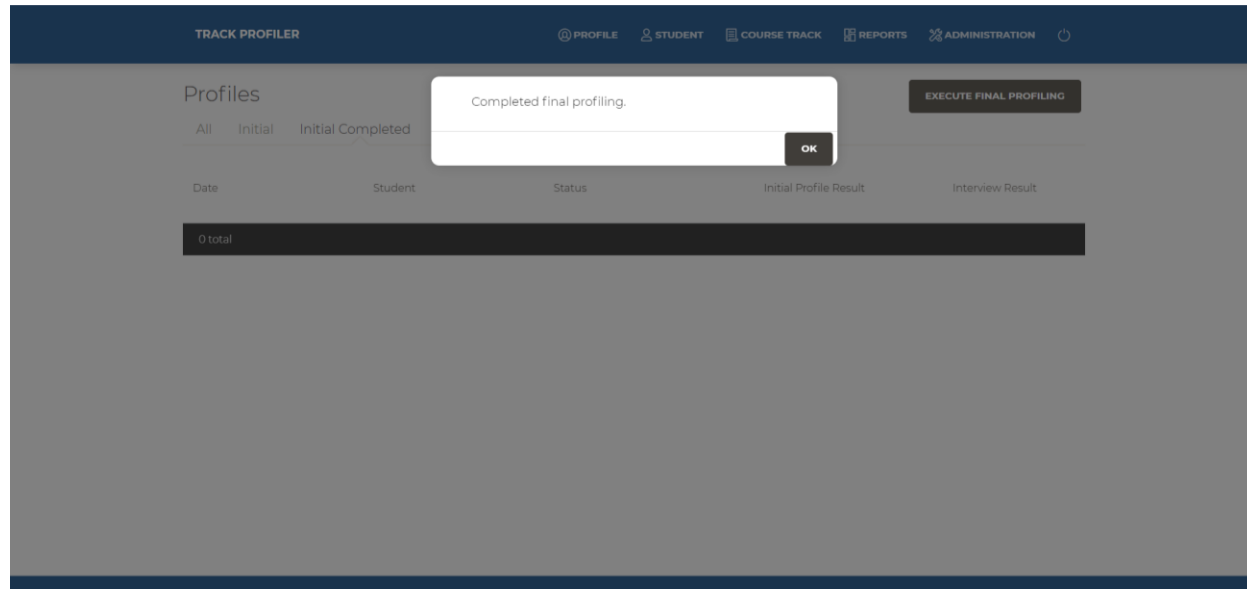 TRACK PROFILER PROFILE STUDENT COURSE TRACK REPORTS ADMINISTRATION
Profiles
Completed final profiling.
EXECUTE FINAL PROFILING
All Initial Initial Completed
OK
Date Student Status Initial Profile Result Interview Result
0 total